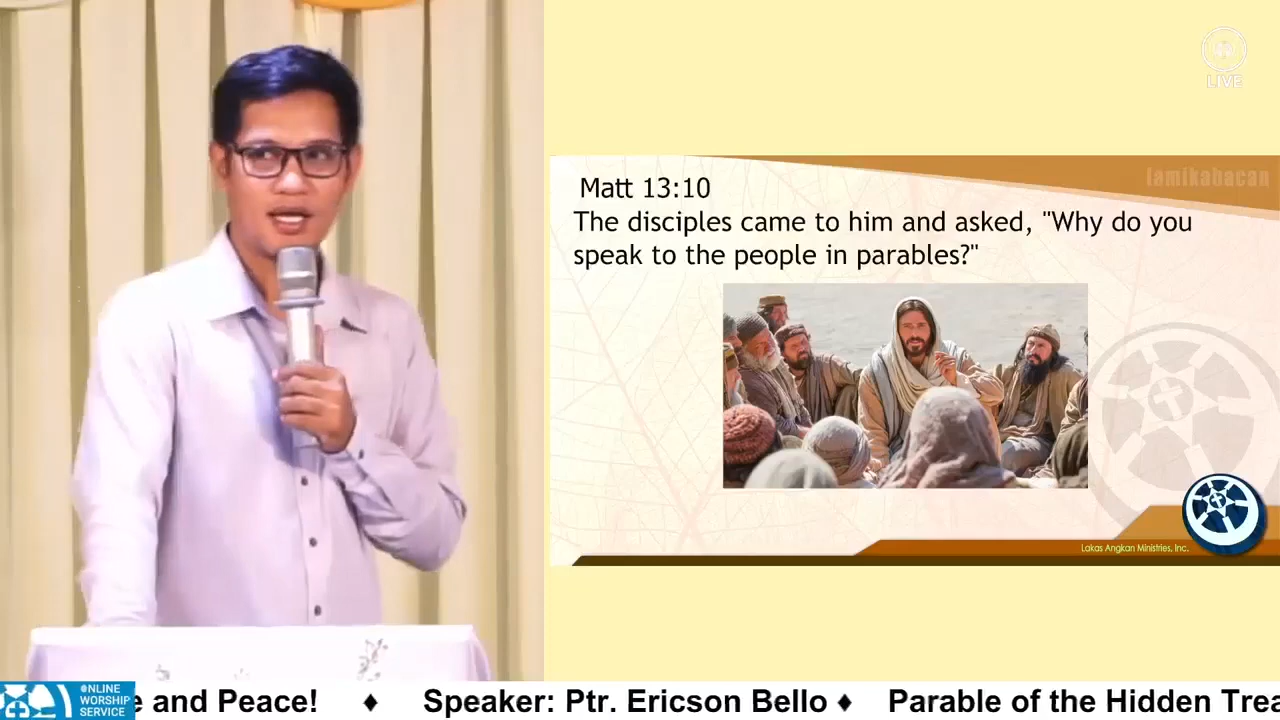 LIVE
lamikabacan
Matt 13:10
The disciples came to him and asked, "Why do you
speak to the people in parables?"
Lakas Angkan Ministries, Inc.
ONLINE
WORSHIP
SERVICE
e and Peace! ♦ Speaker: Ptr. Ericson Bello ♦ Parable of the Hidden Trea